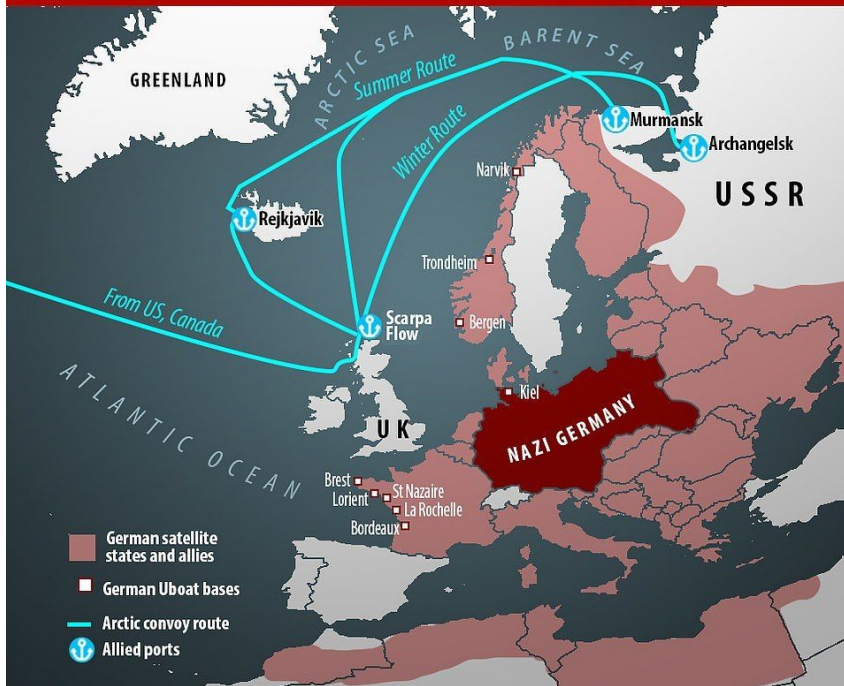 GREENLAND
ARCTIC SEA
BARENT SEA
Summer Route
Winter Route
Murmansk
Archangelsk
USSR
Narvik
Rejkjavik
Trondheim
From US, Canada
Scarpa
Flow
Bergen
ATLANTIC OCEAN
Kiel
UK
NAZI GERMANY
Brest
Lorient
St Nazaire
La Rochelle
Bordeaux
German satellite
states and allies
German Uboat bases
Arctic convoy route
Allied ports